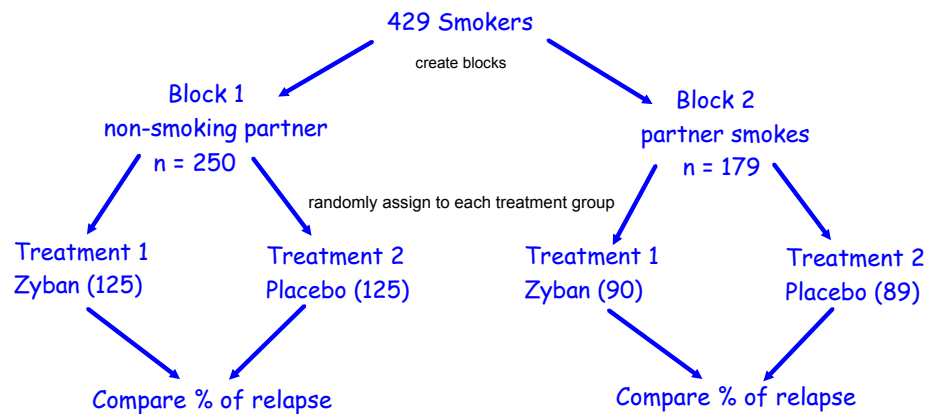 429 Smokers
create blocks
Block 1
non-smoking partner
n = 250
Block 2
partner smokes
n = 179
randomly assign to each treatment group
Treatment 1
Zyban (125)
Treatment 2
Placebo (125)
Treatment 1
Zyban (90)
Treatment 2
Placebo (89)
Compare % of relapse
Compare % of relapse